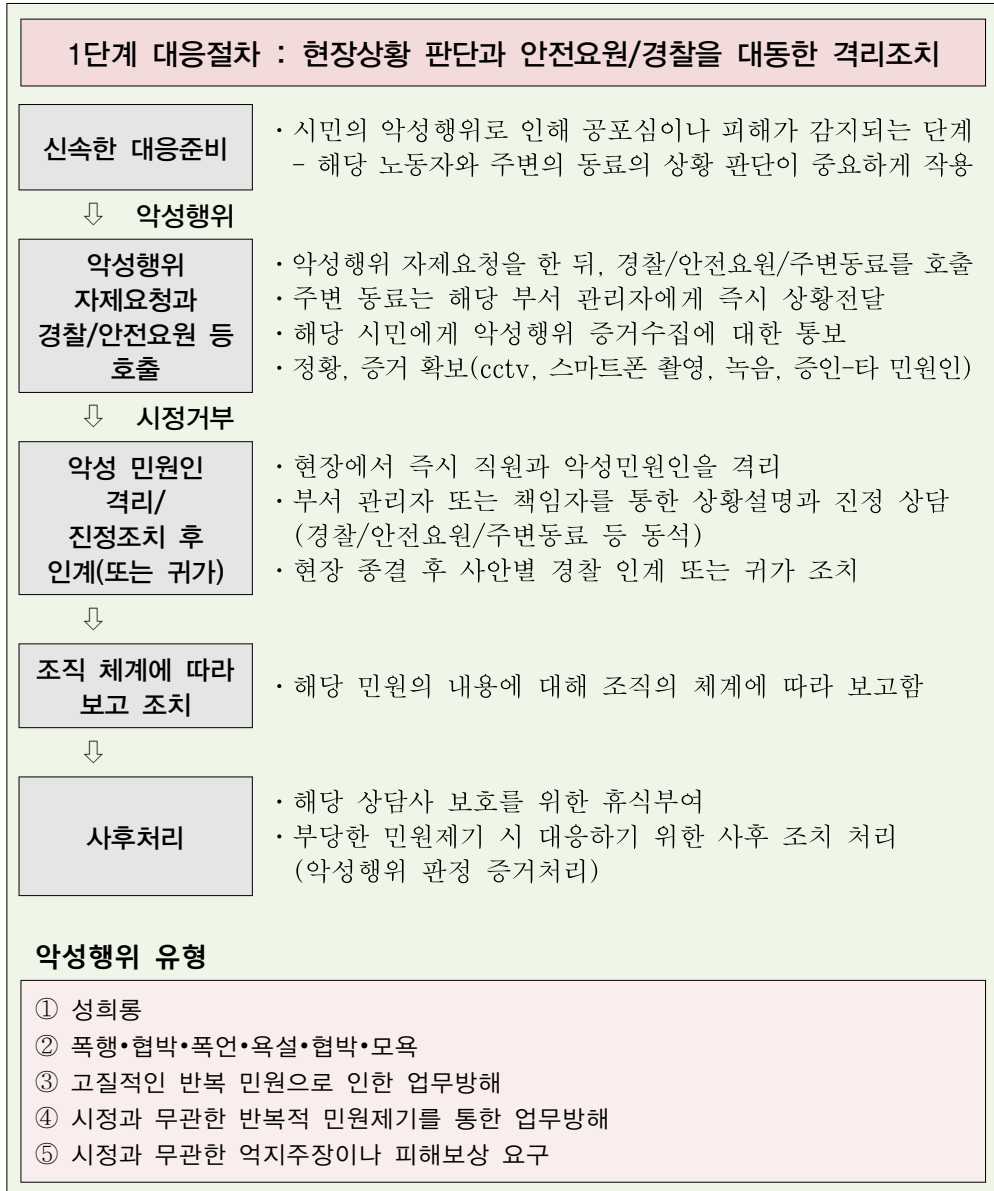 1단계 대응절차 : 현장상황 판단과 안전요원/경찰을 대동한 격리조치
신속한 대응준비
・시민의 악성행위로 인해 공포심이나 피해가 감지되는 단계
- 해당 노동자와 주변의 동료의 상황 판단이 중요하게 작용
⇩ 악성행위
악성행위
자제요청과
경찰/안전요원 등
호출
・악성행위 자제요청을 한 뒤, 경찰/안전요원/주변동료를 호출
・주변 동료는 해당 부서 관리자에게 즉시 상황전달
・해당 시민에게 악성행위 증거수집에 대한 통보
・정황, 증거 확보(cctv, 스마트폰 촬영, 녹음, 증인-타 민원인)
⇩ 시정거부
악성 민원인
격리/
진정조치 후
인계(또는 귀가)
・현장에서 즉시 직원과 악성민원인을 격리
・부서 관리자 또는 책임자를 통한 상황설명과 진정 상담
(경찰/안전요원/주변동료 등 동석)
・현장 종결 후 사안별 경찰 인계 또는 귀가 조치
⇩
조직 체계에 따라
보고 조치
・해당 민원의 내용에 대해 조직의 체계에 따라 보고함
⇩
사후처리
・해당 상담사 보호를 위한 휴식부여
・부당한 민원제기 시 대응하기 위한 사후 조치 처리
(악성행위 판정 증거처리)
악성행위 유형
① 성희롱
② 폭행•협박•폭언•욕설•협박•모욕
③ 고질적인 반복 민원으로 인한 업무방해
④ 시정과 무관한 반복적 민원제기를 통한 업무방해
⑤ 시정과 무관한 억지주장이나 피해보상 요구